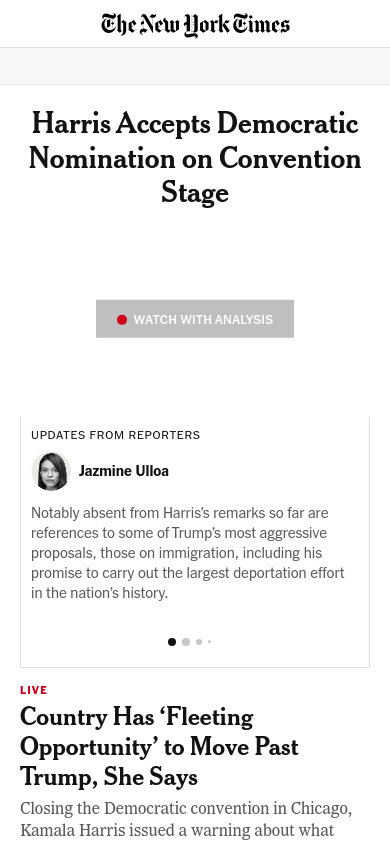 The New York Times
Harris Accepts Democratic
Nomination on Convention
Stage
WATCH WITH ANALYSIS
UPDATES FROM REPORTERS
Jazmine Ulloa
Notably absent from Harris’s remarks so far are
references to some of Trump’s most aggressive
proposals, those on immigration, including his
promise to carry out the largest deportation effort
in the nation’s history.
LIVE
Country Has ‘Fleeting
Opportunity’ to Move Past
Trump, She Says
Closing the Democratic convention in Chicago,
Kamala Harris issued a warning about what